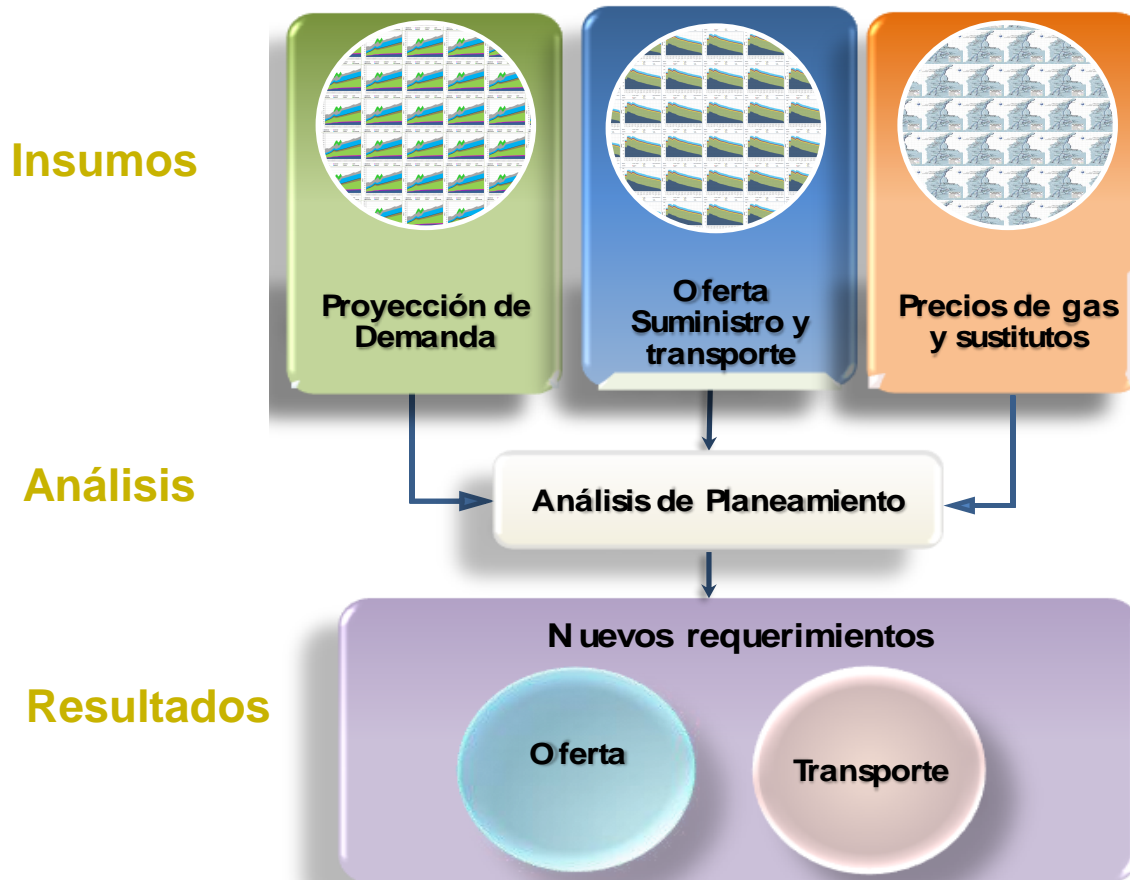 Insumos
Proyección de
Demanda
Oferta
Suministro y
transporte
Precios de gas
y sustitutos
Análisis
Análisis de Planeamiento
Nuevos requerimientos
Resultados
Oferta
Transporte